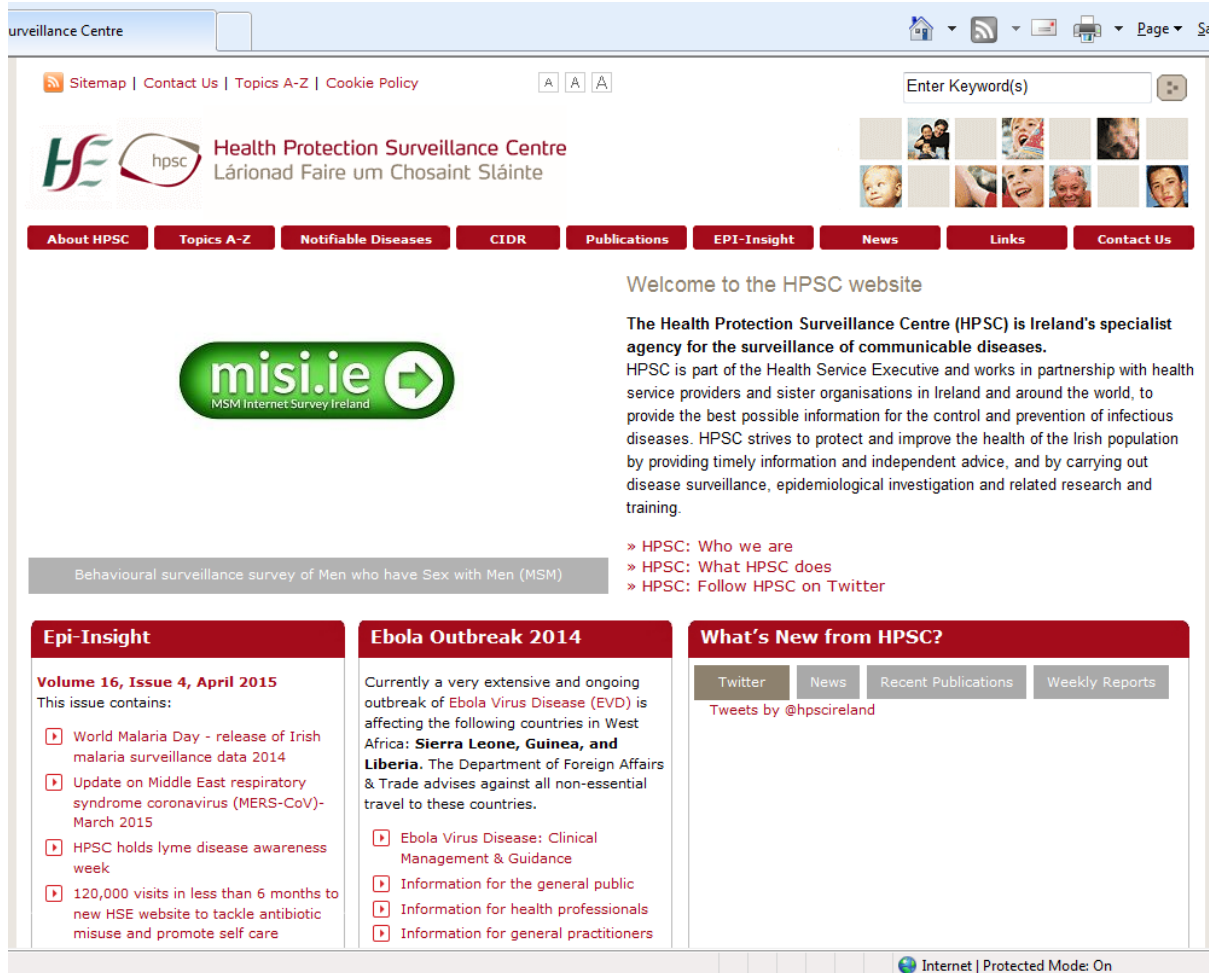 urveillance Centre
Page
Sitemap | Contact Us | Topics A-Z | Cookie Policy
A A A
Enter Keyword(s)
hpsc
Health Protection Surveillance Centre
Lárionad Faire um Chosaint Sláinte
About HPSC
Topics A-Z
Notifiable Diseases
CIDR
Publications
EPI-Insight
News
Links
Contact Us
misi.ie
MSM Internet Survey Ireland
Behavioural surveillance survey of Men who have Sex with Men (MSM)
Welcome to the HPSC website
The Health Protection Surveillance Centre (HPSC) is Ireland's specialist
agency for the surveillance of communicable diseases.
HPSC is part of the Health Service Executive and works in partnership with health
service providers and sister organisations in Ireland and around the world, to
provide the best possible information for the control and prevention of infectious
diseases. HPSC strives to protect and improve the health of the Irish population
by providing timely information and independent advice, and by carrying out
disease surveillance, epidemiological investigation and related research and
training.
» HPSC: Who we are
» HPSC: What HPSC does
» HPSC: Follow HPSC on Twitter
Epi-Insight
Volume 16, Issue 4, April 2015
This issue contains:
World Malaria Day - release of Irish
malaria surveillance data 2014
Update on Middle East respiratory
syndrome coronavirus (MERS-CoV)-
March 2015
HPSC holds lyme disease awareness
week
120,000 visits in less than 6 months to
new HSE website to tackle antibiotic
misuse and promote self care
Ebola Outbreak 2014
Currently a very extensive and ongoing
outbreak of Ebola Virus Disease (EVD) is
affecting the following countries in West
Africa: Sierra Leone, Guinea, and
Liberia. The Department of Foreign Affairs
& Trade advises against all non-essential
travel to these countries.
Ebola Virus Disease: Clinical
Management & Guidance
Information for the general public
Information for health professionals
Information for general practitioners
What's New from HPSC?
Twitter
News
Recent Publications
Weekly Reports
Tweets by @hpscireland
Internet | Protected Mode: On